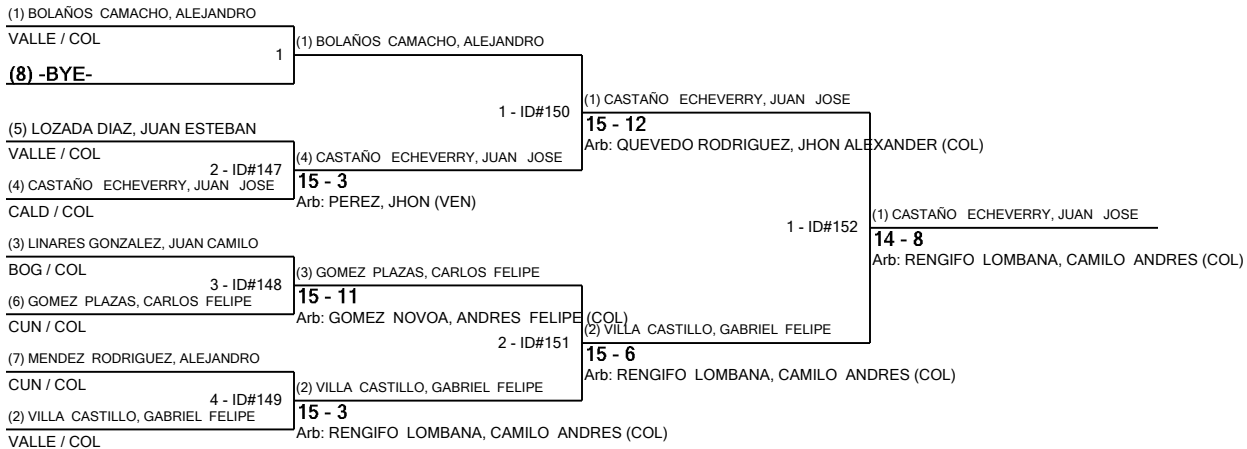 (1) BOLAÑOS CAMACHO, ALEJANDRO
VALLE / COL
1
(8) -BYE-
(5) LOZADA DIAZ, JUAN ESTEBAN
VALLE / COL
2 - ID#147
(4) CASTAÑO ECHEVERRY, JUAN JOSE
CALD / COL
(3) LINARES GONZALEZ, JUAN CAMILO
BOG / COL
3 - ID#148
(6) GOMEZ PLAZAS, CARLOS FELIPE
CUN / COL
(7) MENDEZ RODRIGUEZ, ALEJANDRO
CUN / COL
4 - ID#149
(2) VILLA CASTILLO, GABRIEL FELIPE
VALLE / COL
(1) BOLAÑOS CAMACHO, ALEJANDRO
1 - ID#150
(4) CASTAÑO ECHEVERRY, JUAN JOSE
15 - 3
Arb: PEREZ, JHON (VEN)
(3) GOMEZ PLAZAS, CARLOS FELIPE
15 - 11
Arb: GOMEZ NOVOA, ANDRES FELIPE (COL)
2 - ID#151
(2) VILLA CASTILLO, GABRIEL FELIPE
15 - 3
Arb: RENGIFO LOMBANA, CAMILO ANDRES (COL)
(1) CASTAÑO ECHEVERRY, JUAN JOSE
15 - 12
Arb: QUEVEDO RODRIGUEZ, JHON ALEXANDER (COL)
1 - ID#152
(2) VILLA CASTILLO, GABRIEL FELIPE
15 - 6
Arb: RENGIFO LOMBANA, CAMILO ANDRES (COL)
(1) CASTAÑO ECHEVERRY, JUAN JOSE
14 - 8
Arb: RENGIFO LOMBANA, CAMILO ANDRES (COL)